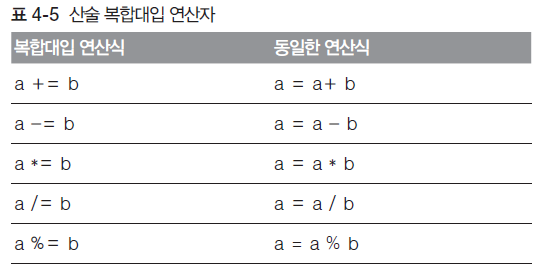 표 4-5 산술 복합대입 연산자
복합대입 연산식 동일한 연산식
a += b a = a+ b
a -= b a = a - b
a *= b a = a * b
a /= b a = a / b
a %= b a = a % b